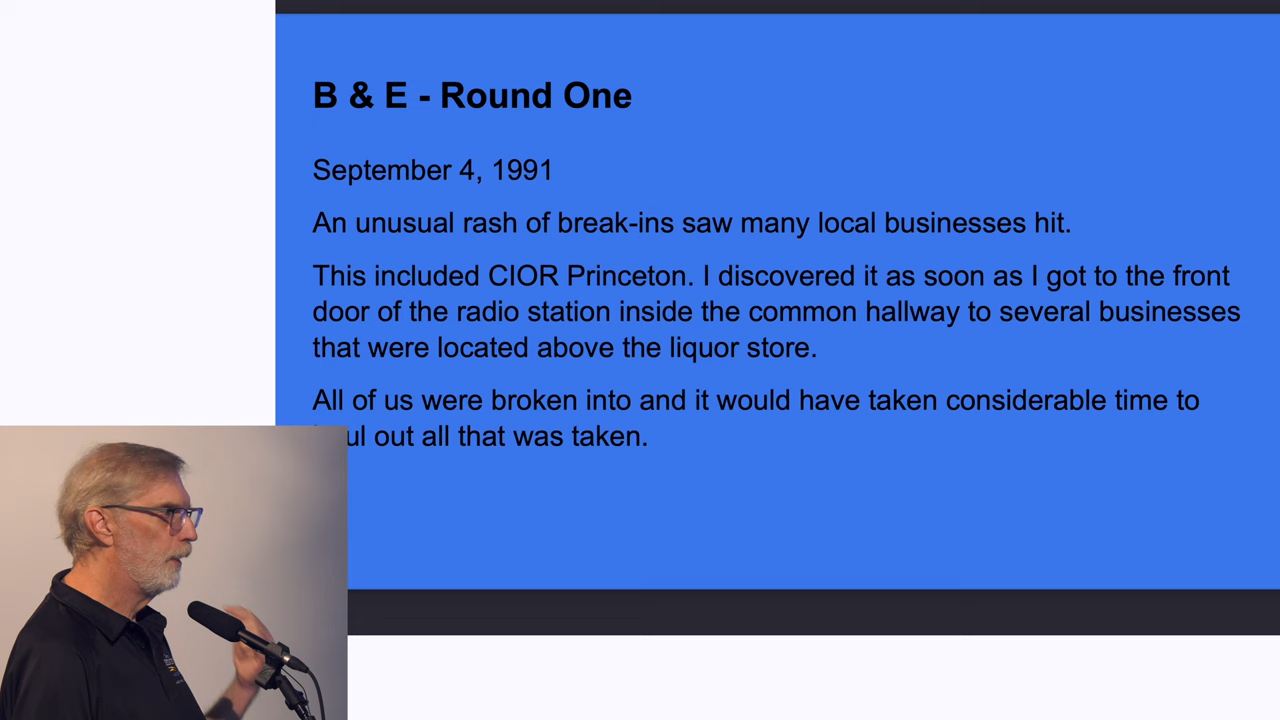 B & E - Round One
September 4, 1991
An unusual rash of break-ins saw many local businesses hit.
This included CIOR Princeton. I discovered it as soon as I got to the front
door of the radio station inside the common hallway to several businesses
that were located above the liquor store.
All of us were broken into and it would have taken considerable time to
ul out all that was taken.